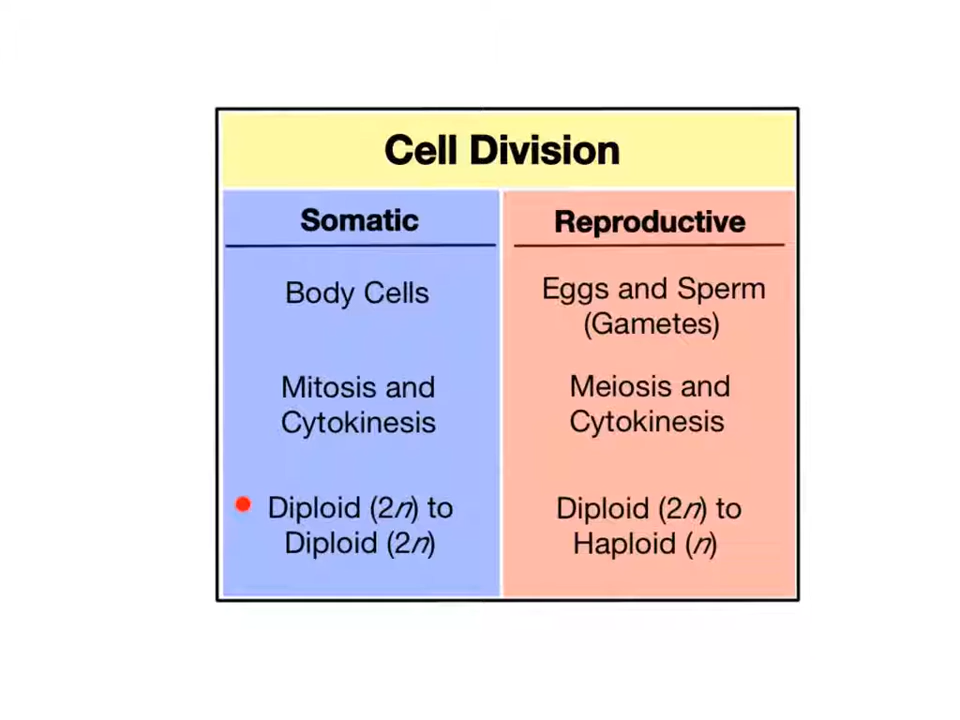 Cell Division
Somatic
Body Cells
Mitosis and
Cytokinesis
Diploid (2n) to
Diploid (2n)
Reproductive
Eggs and Sperm
(Gametes)
Meiosis and
Cytokinesis
Diploid (2n) to
Haploid (n)